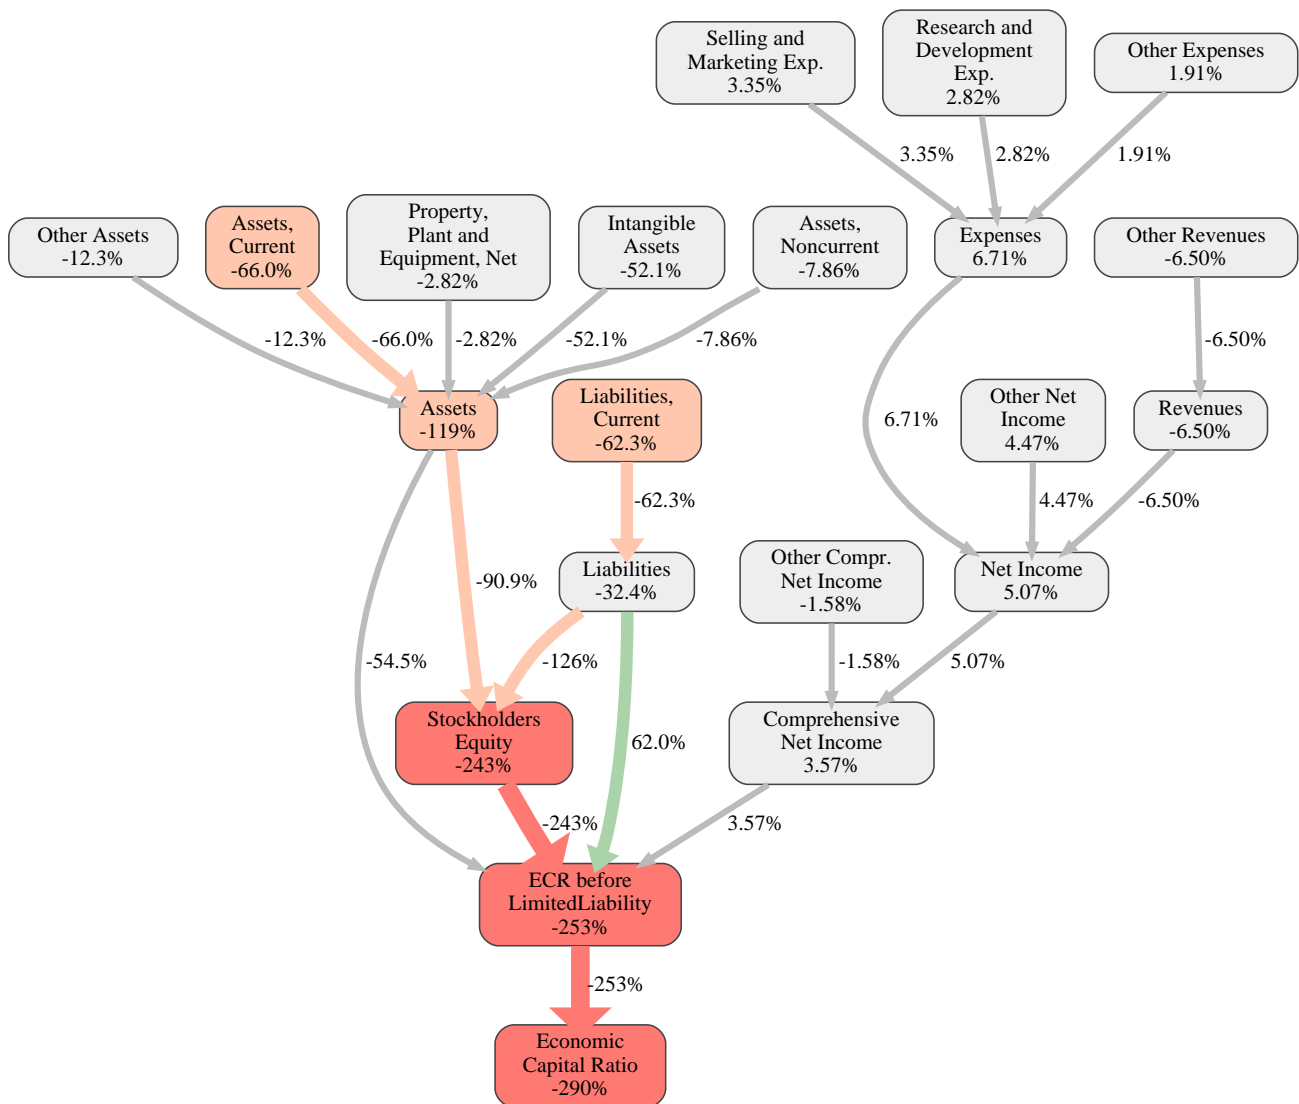 Selling and
Marketing Exp.
3.35%
Research and
Development
Exp.
2.82%
Other Expenses
1.91%
3.35%
2.82%
1.91%
Other Assets
-12.3%
Assets,
Current
-66.0%
Property,
Plant and
Equipment, Net
-2.82%
Intangible
Assets
-52.1%
Assets,
Noncurrent
-7.86%
Expenses
6.71%
Other Revenues
-6.50%
-12.3%
-66.0%
-2.82%
-52.1%
-7.86%
-6.50%
Assets
-119%
Liabilities,
Current
-62.3%
6.71%
Other Net
Income
4.47%
Revenues
-6.50%
-62.3%
4.47%
-6.50%
-90.9%
Liabilities
-32.4%
Other Compr.
Net Income
-1.58%
Net Income
5.07%
-54.5%
-126%
-1.58%
5.07%
Stockholders
Equity
-243%
62.0%
Comprehensive
Net Income
3.57%
-243%
3.57%
ECR before
LimitedLiability
-253%
-253%
Economic
Capital Ratio
-290%